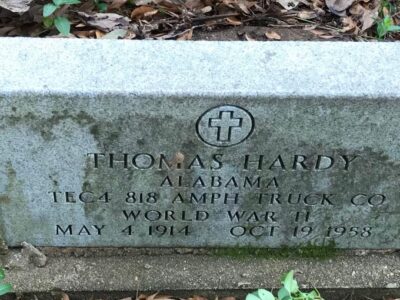 THOMAS HARDY
ALABAMA
TEC4 818 AMPH TRUCK CO
WORLD WAR II
MAY 4 1914 OCT 19 1958